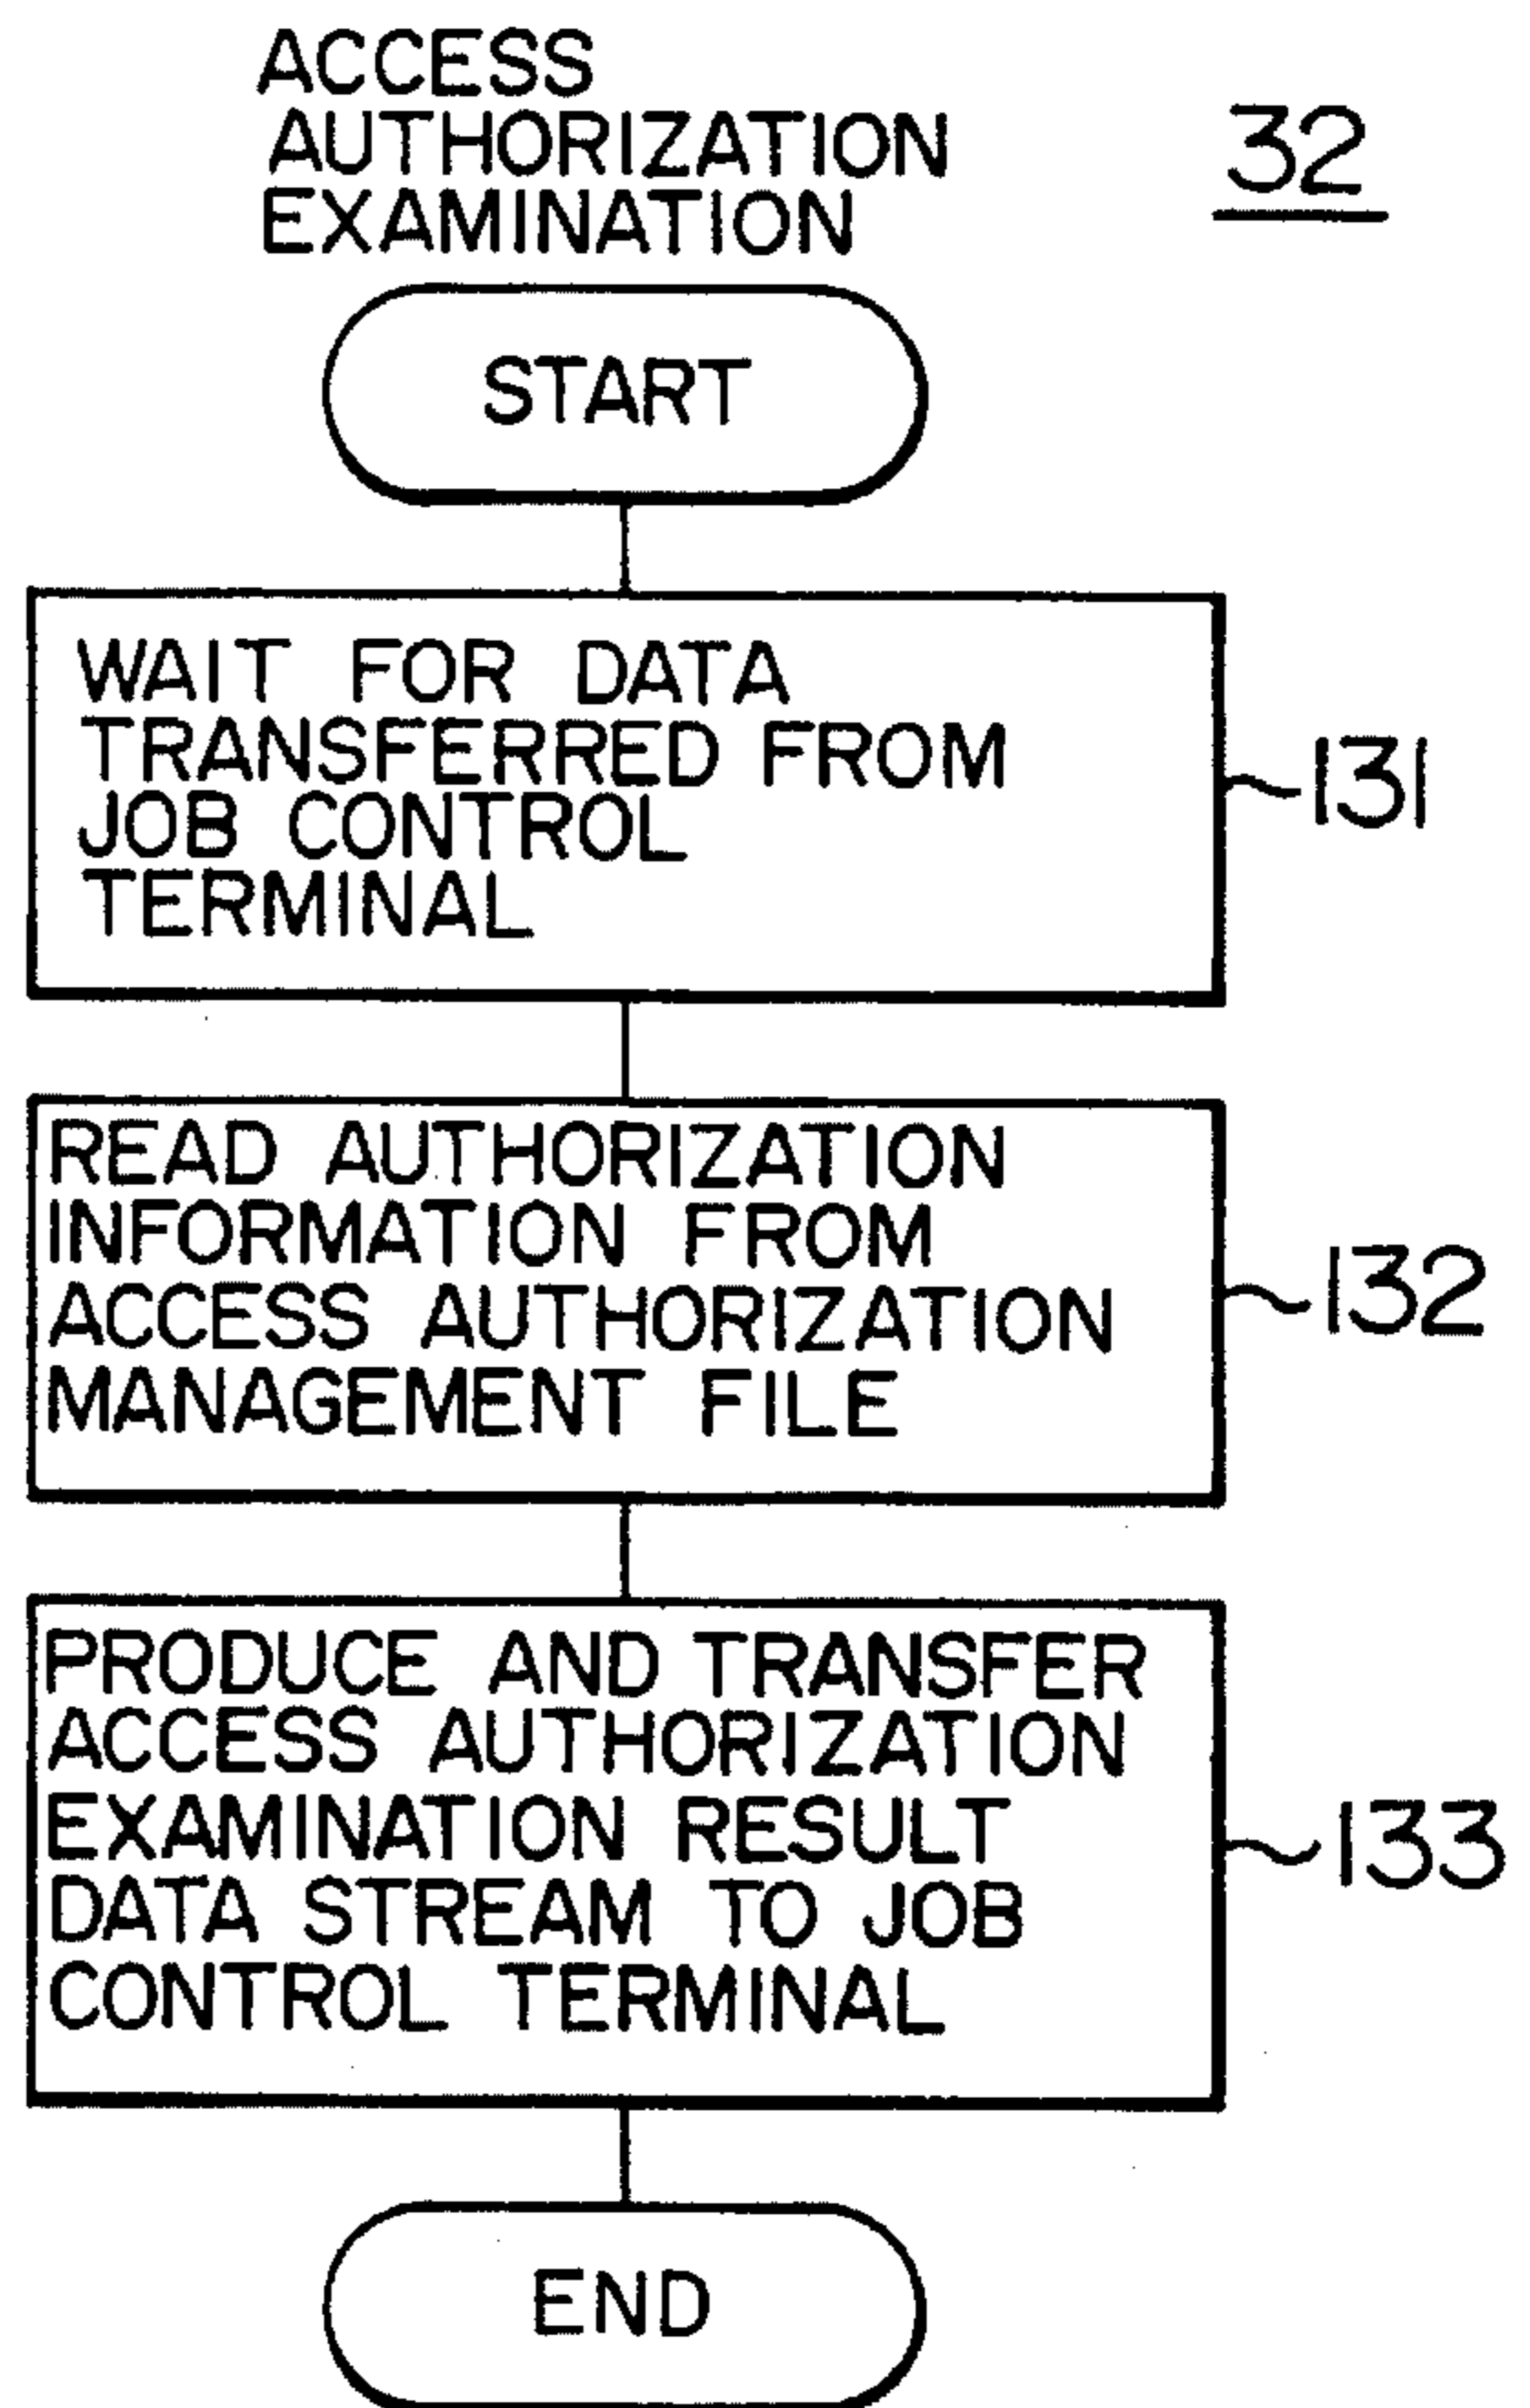 ACCESS
AUTHORIZATION
EXAMINATION
32
START
WAIT FOR DATA
TRANSFERRED FROM
JOB CONTROL
TERMINAL
131
READ AUTHORIZATION
INFORMATION FROM
ACCESS AUTHORIZATION
MANAGEMENT FILE
132
PRODUCE AND TRANSFER
ACCESS AUTHORIZATION
EXAMINATION RESULT
DATA STREAM TO JOB
CONTROL TERMINAL
133
END